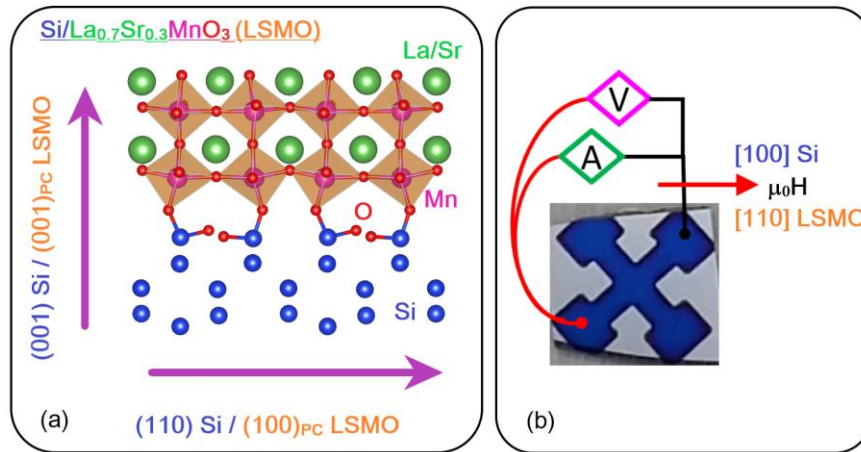 Si/La₀.₇Sr₀.₃MnO₃ (LSMO)
La/Sr
Mn
O
Si
(001) Si / (001)PC LSMO
(110) Si / (100)PC LSMO
(a)
V
A
[100] Si
μ₀H
[110] LSMO
(b)